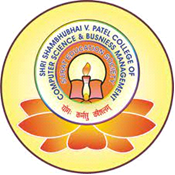 SHRI SHAMBHUBHAI V. PATEL COLLEGE OF
COMPUTER SCIENCE & BUSNIESS MANAGEMENT
योगः कर्मसु कौशलम्